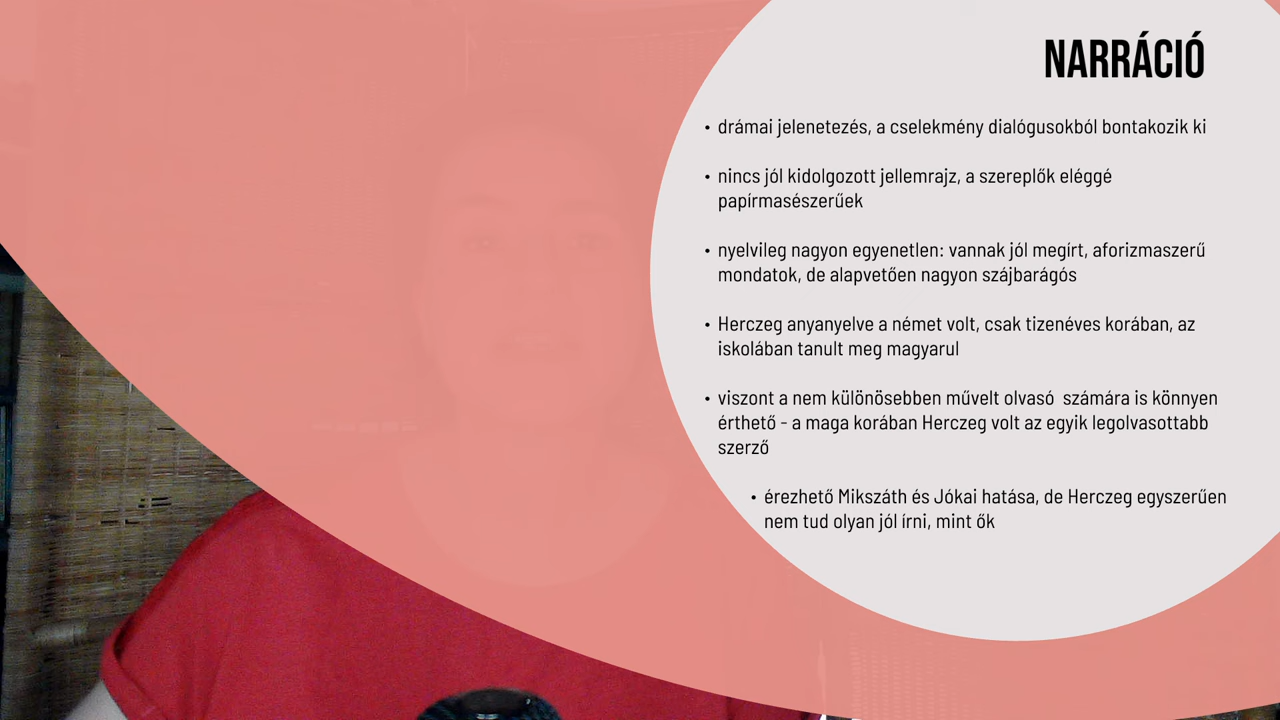 NARRÁCIÓ
• drámai jelenetezés, a cselekmény dialógusokból bontakozik ki
• nincs jól kidolgozott jellemrajz, a szereplők eléggé
papírmasészerűek
• nyelvileg nagyon egyenetlen: vannak jól megírt, aforizmaszerű
mondatok, de alapvetően nagyon szájbarágós
• Herczeg anyanyelve a német volt, csak tizenéves korában, az
iskolában tanult meg magyarul
• viszont a nem különösebben művelt olvasó számára is könnyen
érthető - a maga korában Herczeg volt az egyik legolvasottabb
szerző
• érezhető Mikszáth és Jókai hatása, de Herczeg egyszerűen
nem tud olyan jól írni, mint ők